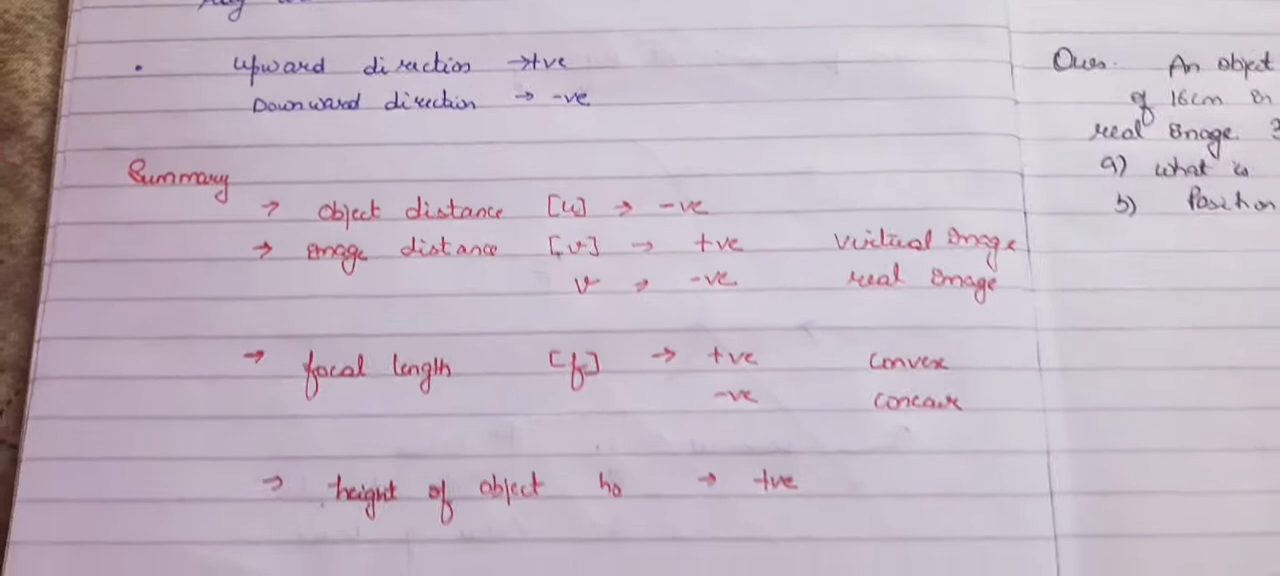 • Upward direction → +ve
Downward direction → -ve
Summary
→ object distance [u] → -ve
→ Image distance [v] → +ve virtual Image
v → -ve real Image
→ focal length [f] → +ve Convex
-ve concave
→ height of object ho → +ve
Ques. An object
of 16cm in
real Image.
a) what is
b) Position